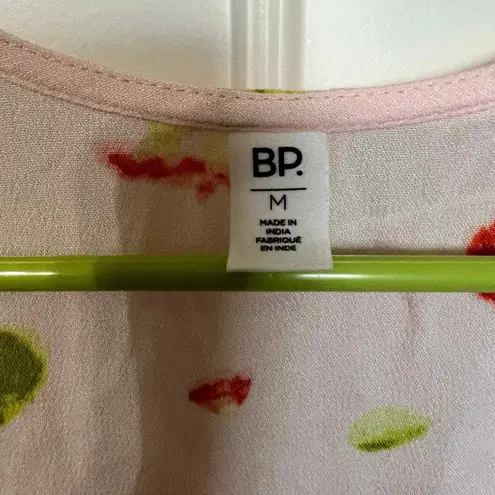 BP.
M
MADE IN
INDIA
FABRIQUÉ
EN INDE